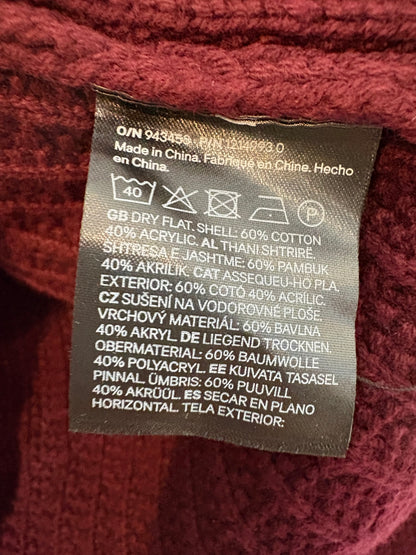 O/N 943459 P/N 1214093.0
Made in China. Fabriqué en Chine. Hecho
en China.
40 P
GB DRY FLAT. SHELL: 60% COTTON
40% ACRYLIC. AL THANI SHTRIRË.
SHTRESA E JASHTME: 60% PAMBUK
40% AKRILIK. CAT ASSEQUEU-HO PLA.
EXTERIOR: 60% COTÓ 40% ACRÍLIC.
CZ SUŠENÍ NA VODOROVNÉ PLOŠE.
VRCHOVÝ MATERIÁL: 60% BAVLNA
40% AKRYL. DE LIEGEND TROCKNEN.
OBERMATERIAL: 60% BAUMWOLLE
40% POLYACRYL. EE KUIVATA TASASEL
PINNAL. ÜMBRIS: 60% PUUVILL
40% AKRÜÜL. ES SECAR EN PLANO
HORIZONTAL. TELA EXTERIOR: